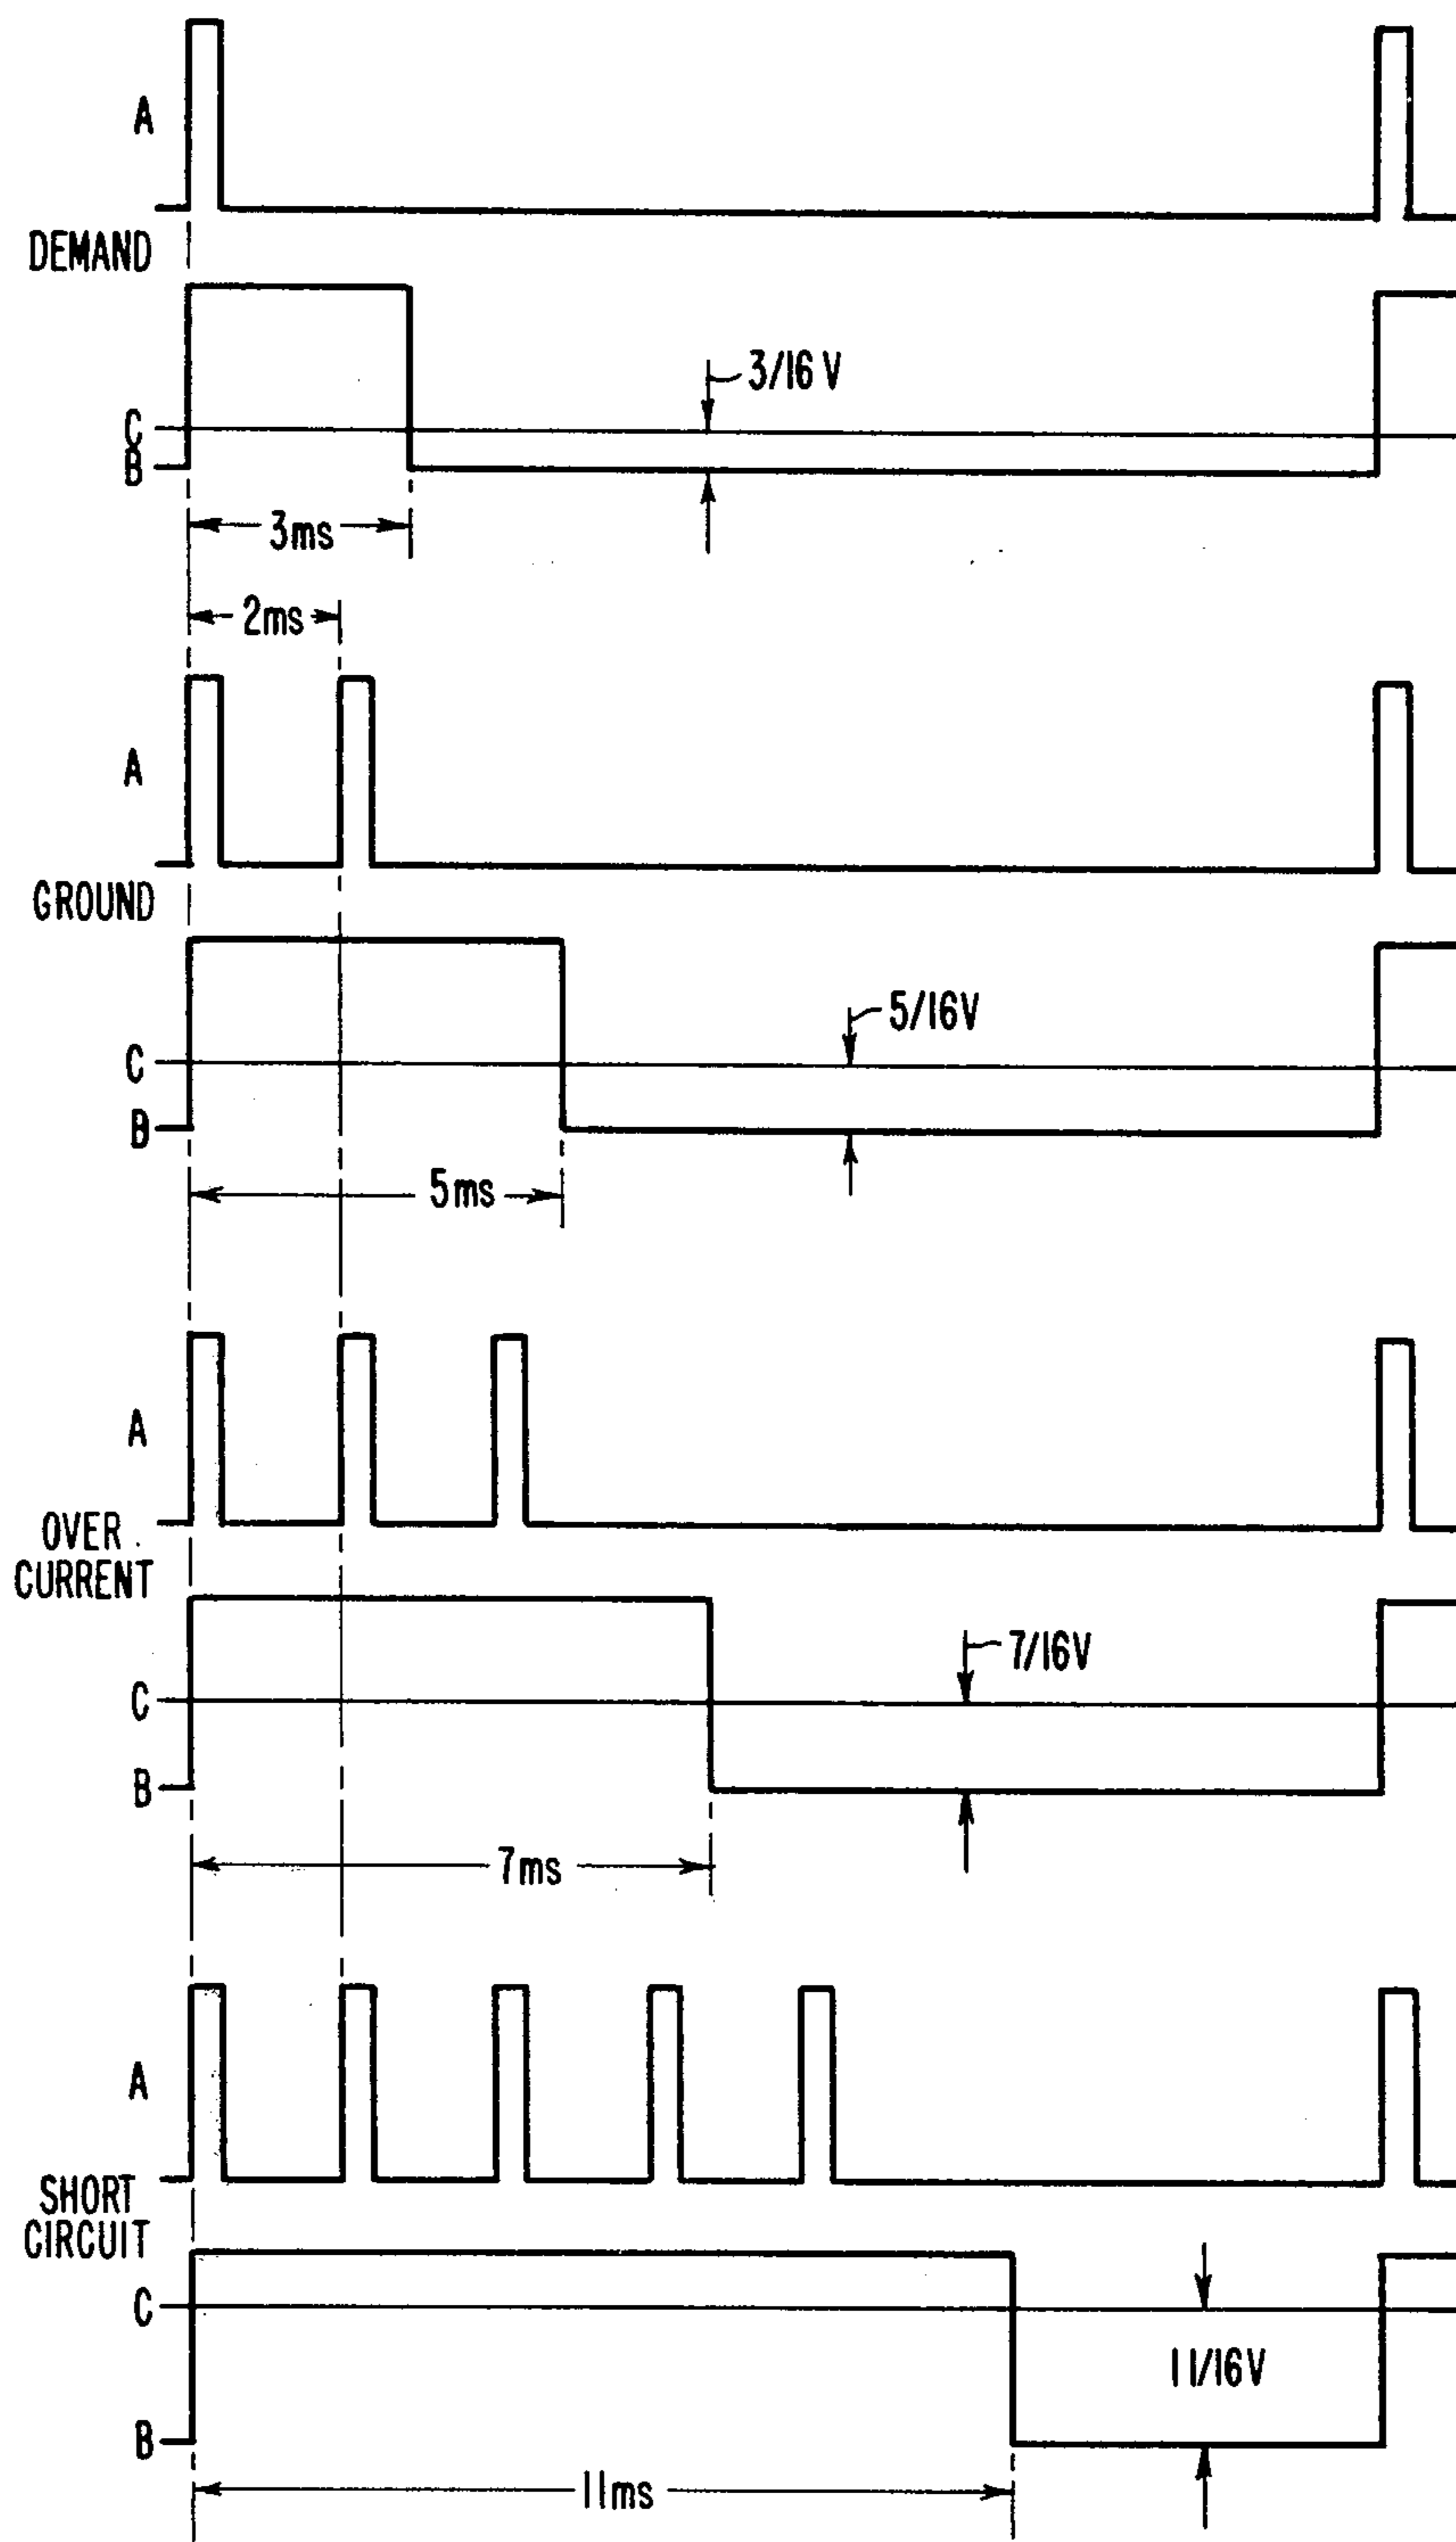 A
DEMAND
3/16 V
C
B
3ms
2ms
A
GROUND
5/16V
C
B
5ms
A
OVER
CURRENT
7/16V
C
B
7ms
A
SHORT
CIRCUIT
C
11/16V
B
11ms